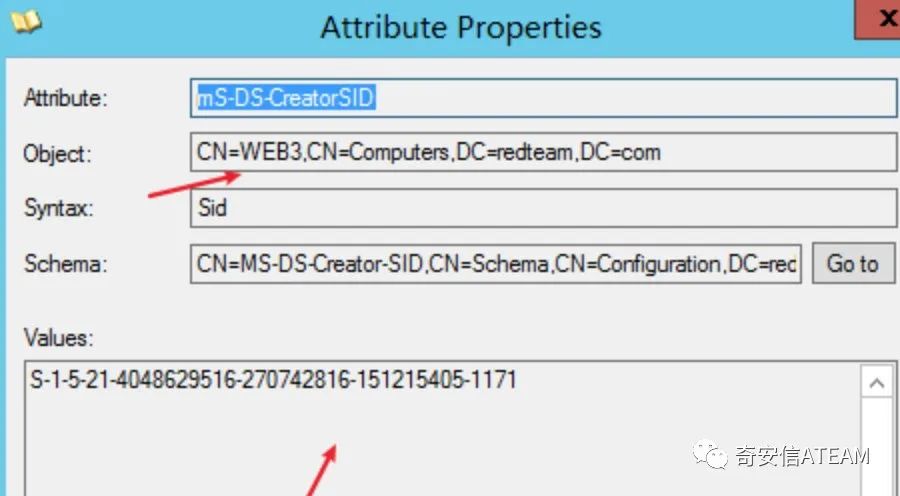 Attribute Properties
X
Attribute: mS-DS-CreatorSID
Object: CN=WEB3,CN=Computers,DC=redteam,DC=com
Syntax: Sid
Schema: CN=MS-DS-Creator-SID,CN=Schema,CN=Configuration,DC=red Go to
Values:
S-1-5-21-4048629516-270742816-151215405-1171
奇安信ATEAM